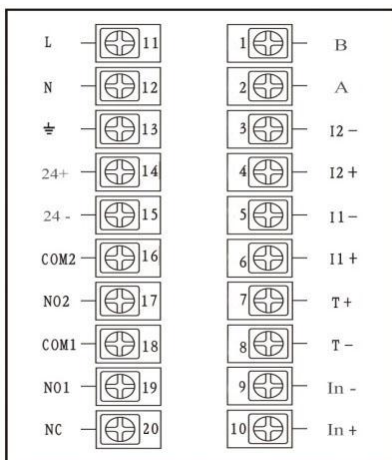 L 11 1 B
N 12 2 A
⏚ 13 3 I2 -
24+ 14 4 I2 +
24 - 15 5 I1 -
COM2 16 6 I1 +
NO2 17 7 T +
COM1 18 8 T -
NO1 19 9 In -
NC 20 10 In +